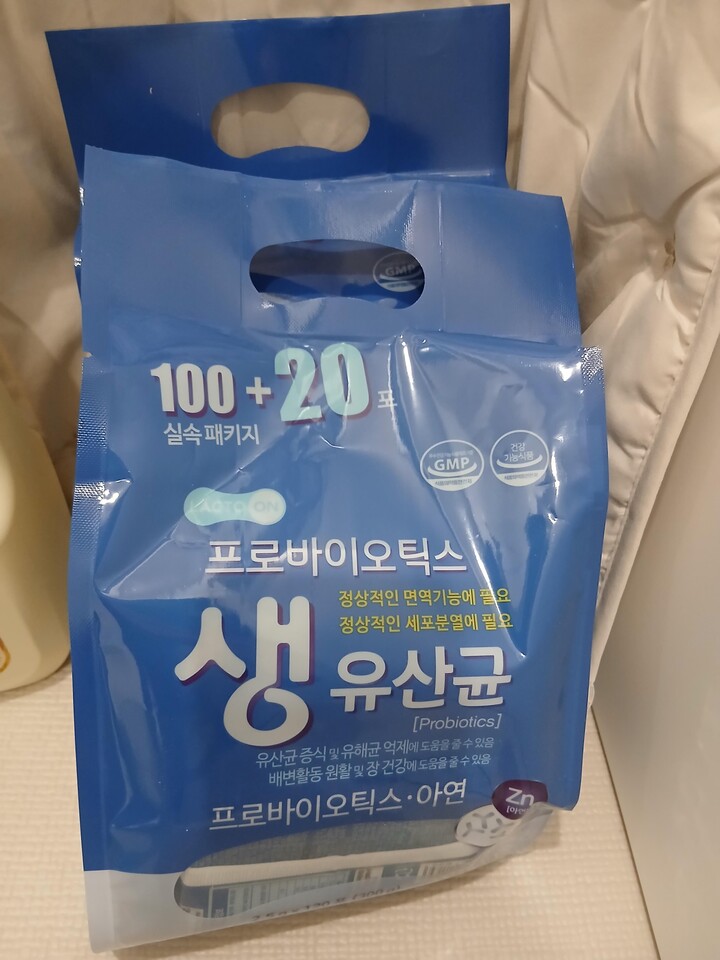 GMP
100 + 20 포
실속 패키지
GMP
건강
기능식품
LACTO ON
프로바이오틱스
정상적인 면역기능에 필요
정상적인 세포분열에 필요
생 유산균
[Probiotics]
유산균 증식 및 유해균 억제에 도움을 줄 수 있음
배변활동 원활 및 장 건강에 도움을 줄 수 있음
프로바이오틱스·아연
Zn